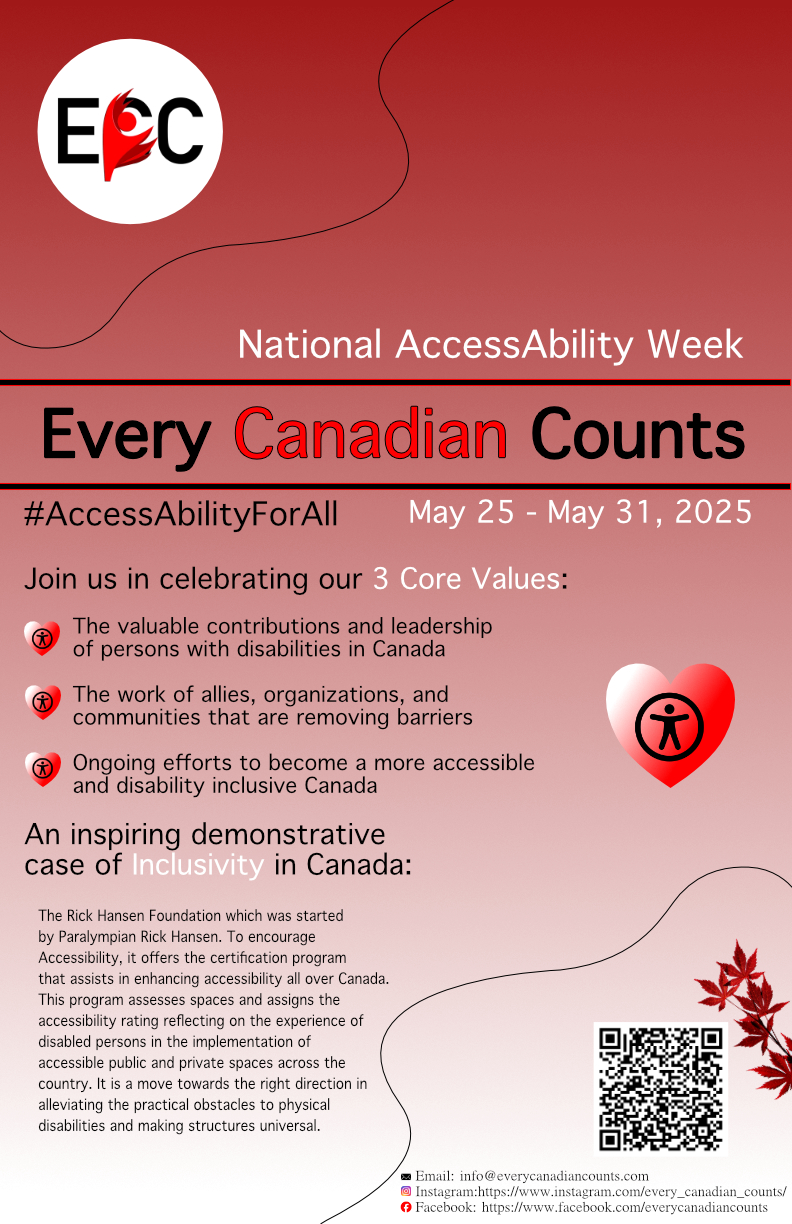 ECC
National AccessAbility Week
Every Canadian Counts
#AccessAbilityForAll
May 25 - May 31, 2025
Join us in celebrating our 3 Core Values:
The valuable contributions and leadership
of persons with disabilities in Canada
The work of allies, organizations, and
communities that are removing barriers
Ongoing efforts to become a more accessible
and disability inclusive Canada
An inspiring demonstrative
case of Inclusivity in Canada:
The Rick Hansen Foundation which was started
by Paralympian Rick Hansen. To encourage
Accessibility, it offers the certification program
that assists in enhancing accessibility all over Canada.
This program assesses spaces and assigns the
accessibility rating reflecting on the experience of
disabled persons in the implementation of
accessible public and private spaces across the
country. It is a move towards the right direction in
alleviating the practical obstacles to physical
disabilities and making structures universal.
Email: info@everycanadiancounts.com
Instagram:https://www.instagram.com/every_canadian_counts/
Facebook: https://www.facebook.com/everycanadiancounts